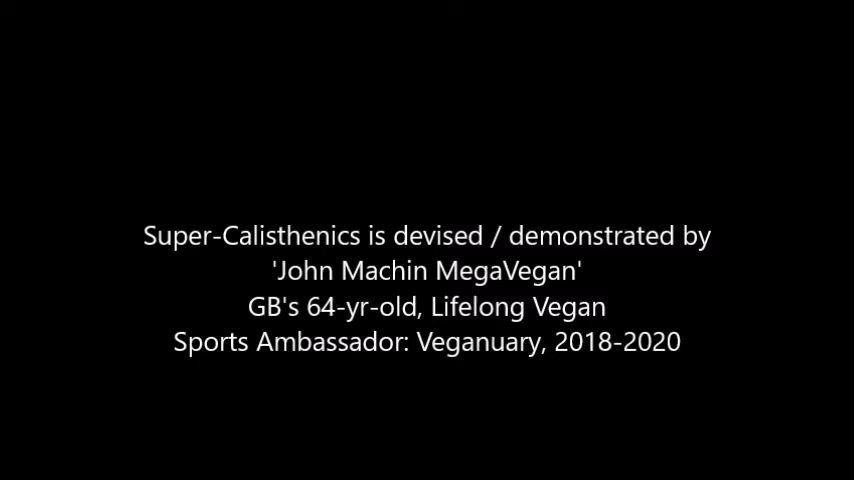 Super-Calisthenics is devised / demonstrated by
'John Machin MegaVegan'
GB's 64-yr-old, Lifelong Vegan
Sports Ambassador: Veganuary, 2018-2020